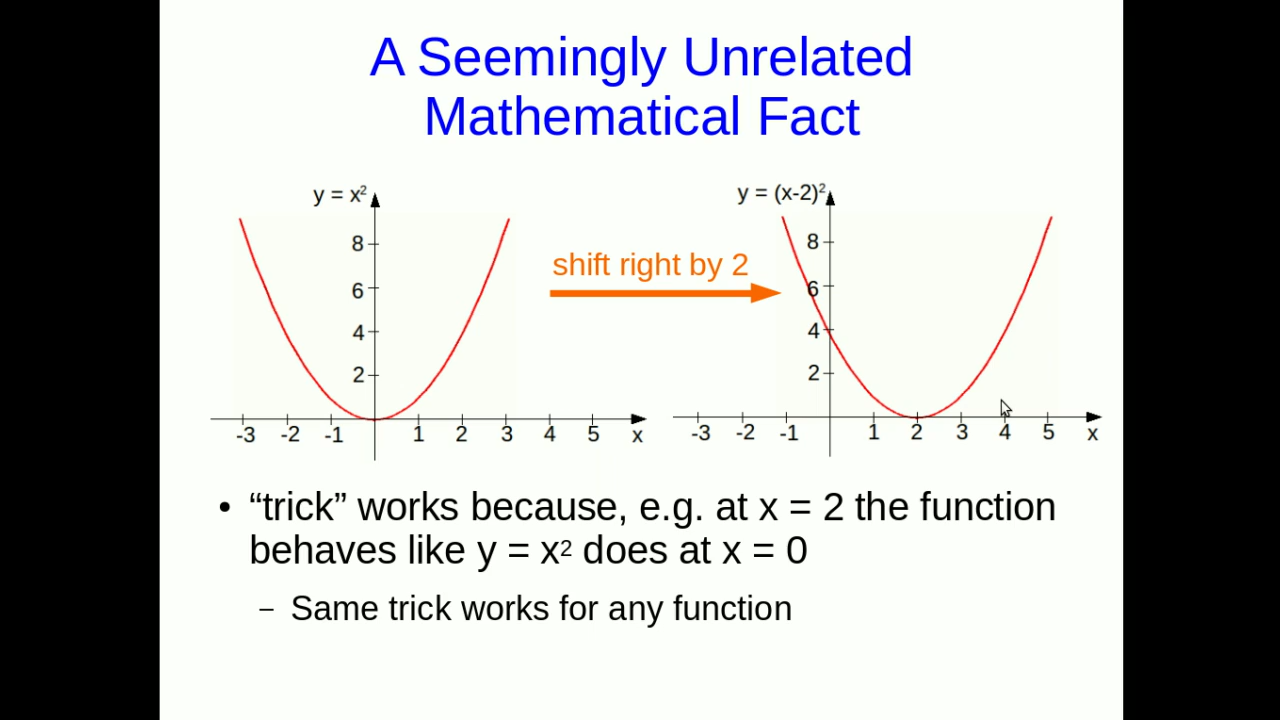 A Seemingly Unrelated
Mathematical Fact
y = x²
8
6
4
2
-3 -2 -1 1 2 3 4 5 x
shift right by 2
y = (x-2)²
8
6
4
2
-3 -2 -1 1 2 3 4 5 x
• “trick” works because, e.g. at x = 2 the function
behaves like y = x² does at x = 0
– Same trick works for any function